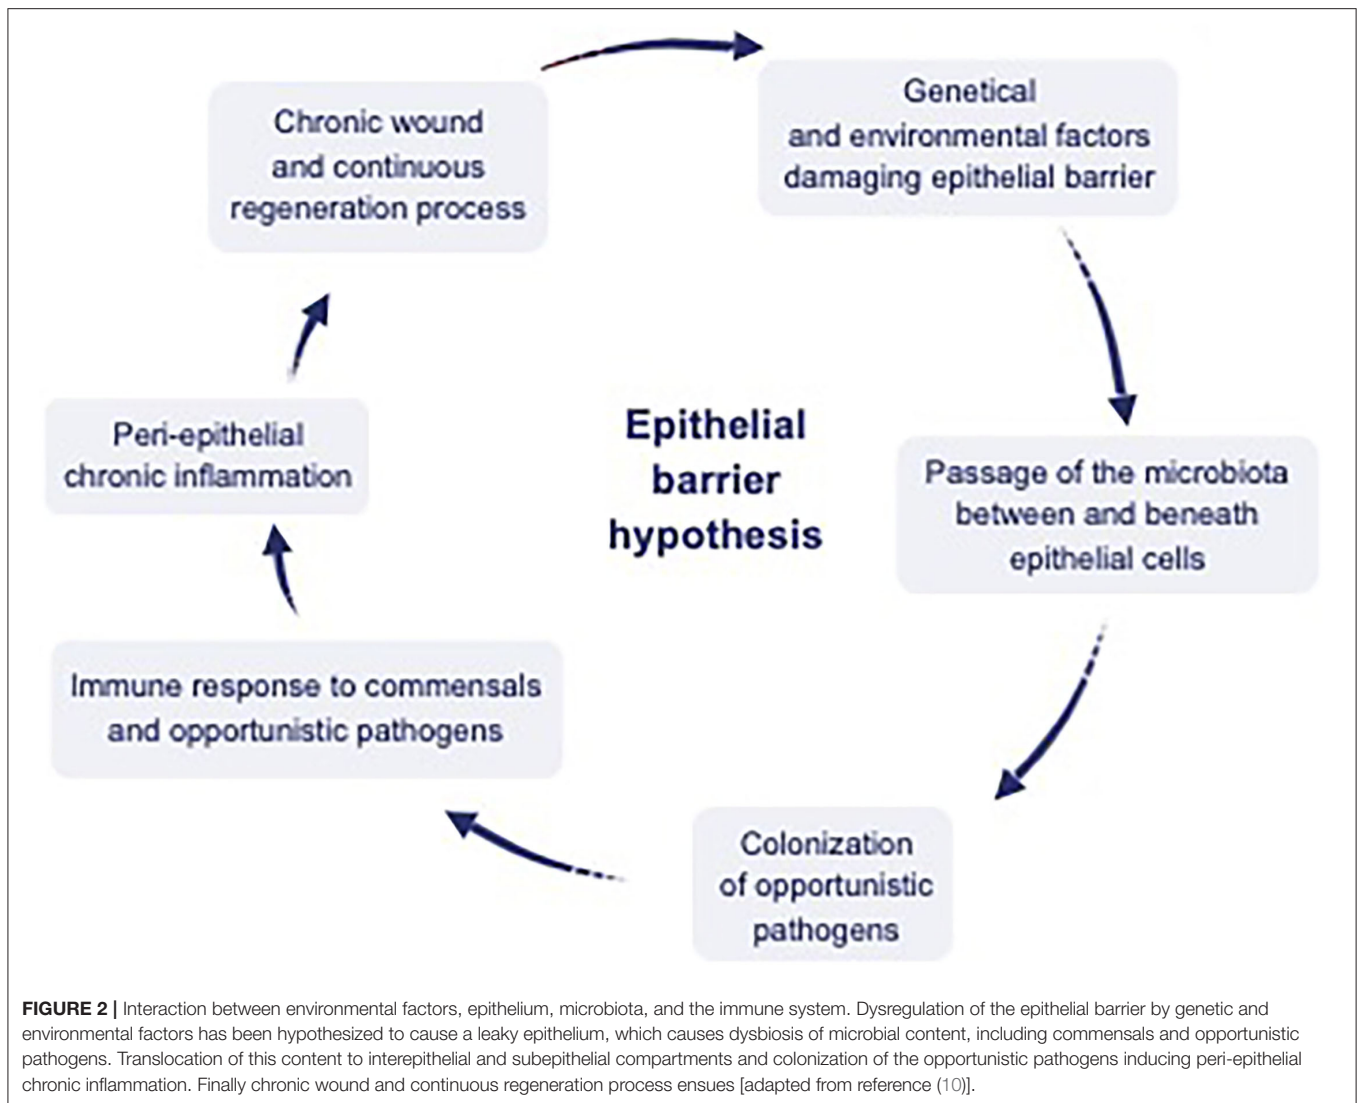 Chronic wound
and continuous
regeneration process
Genetical
and environmental factors
damaging epithelial barrier
Passage of the microbiota
between and beneath
epithelial cells
Colonization
of opportunistic
pathogens
Immune response to commensals
and opportunistic pathogens
Peri-epithelial
chronic inflammation
Epithelial
barrier
hypothesis
FIGURE 2 | Interaction between environmental factors, epithelium, microbiota, and the immune system. Dysregulation of the epithelial barrier by genetic and
environmental factors has been hypothesized to cause a leaky epithelium, which causes dysbiosis of microbial content, including commensals and opportunistic
pathogens. Translocation of this content to interepithelial and subepithelial compartments and colonization of the opportunistic pathogens inducing peri-epithelial
chronic inflammation. Finally chronic wound and continuous regeneration process ensues [adapted from reference (10)].